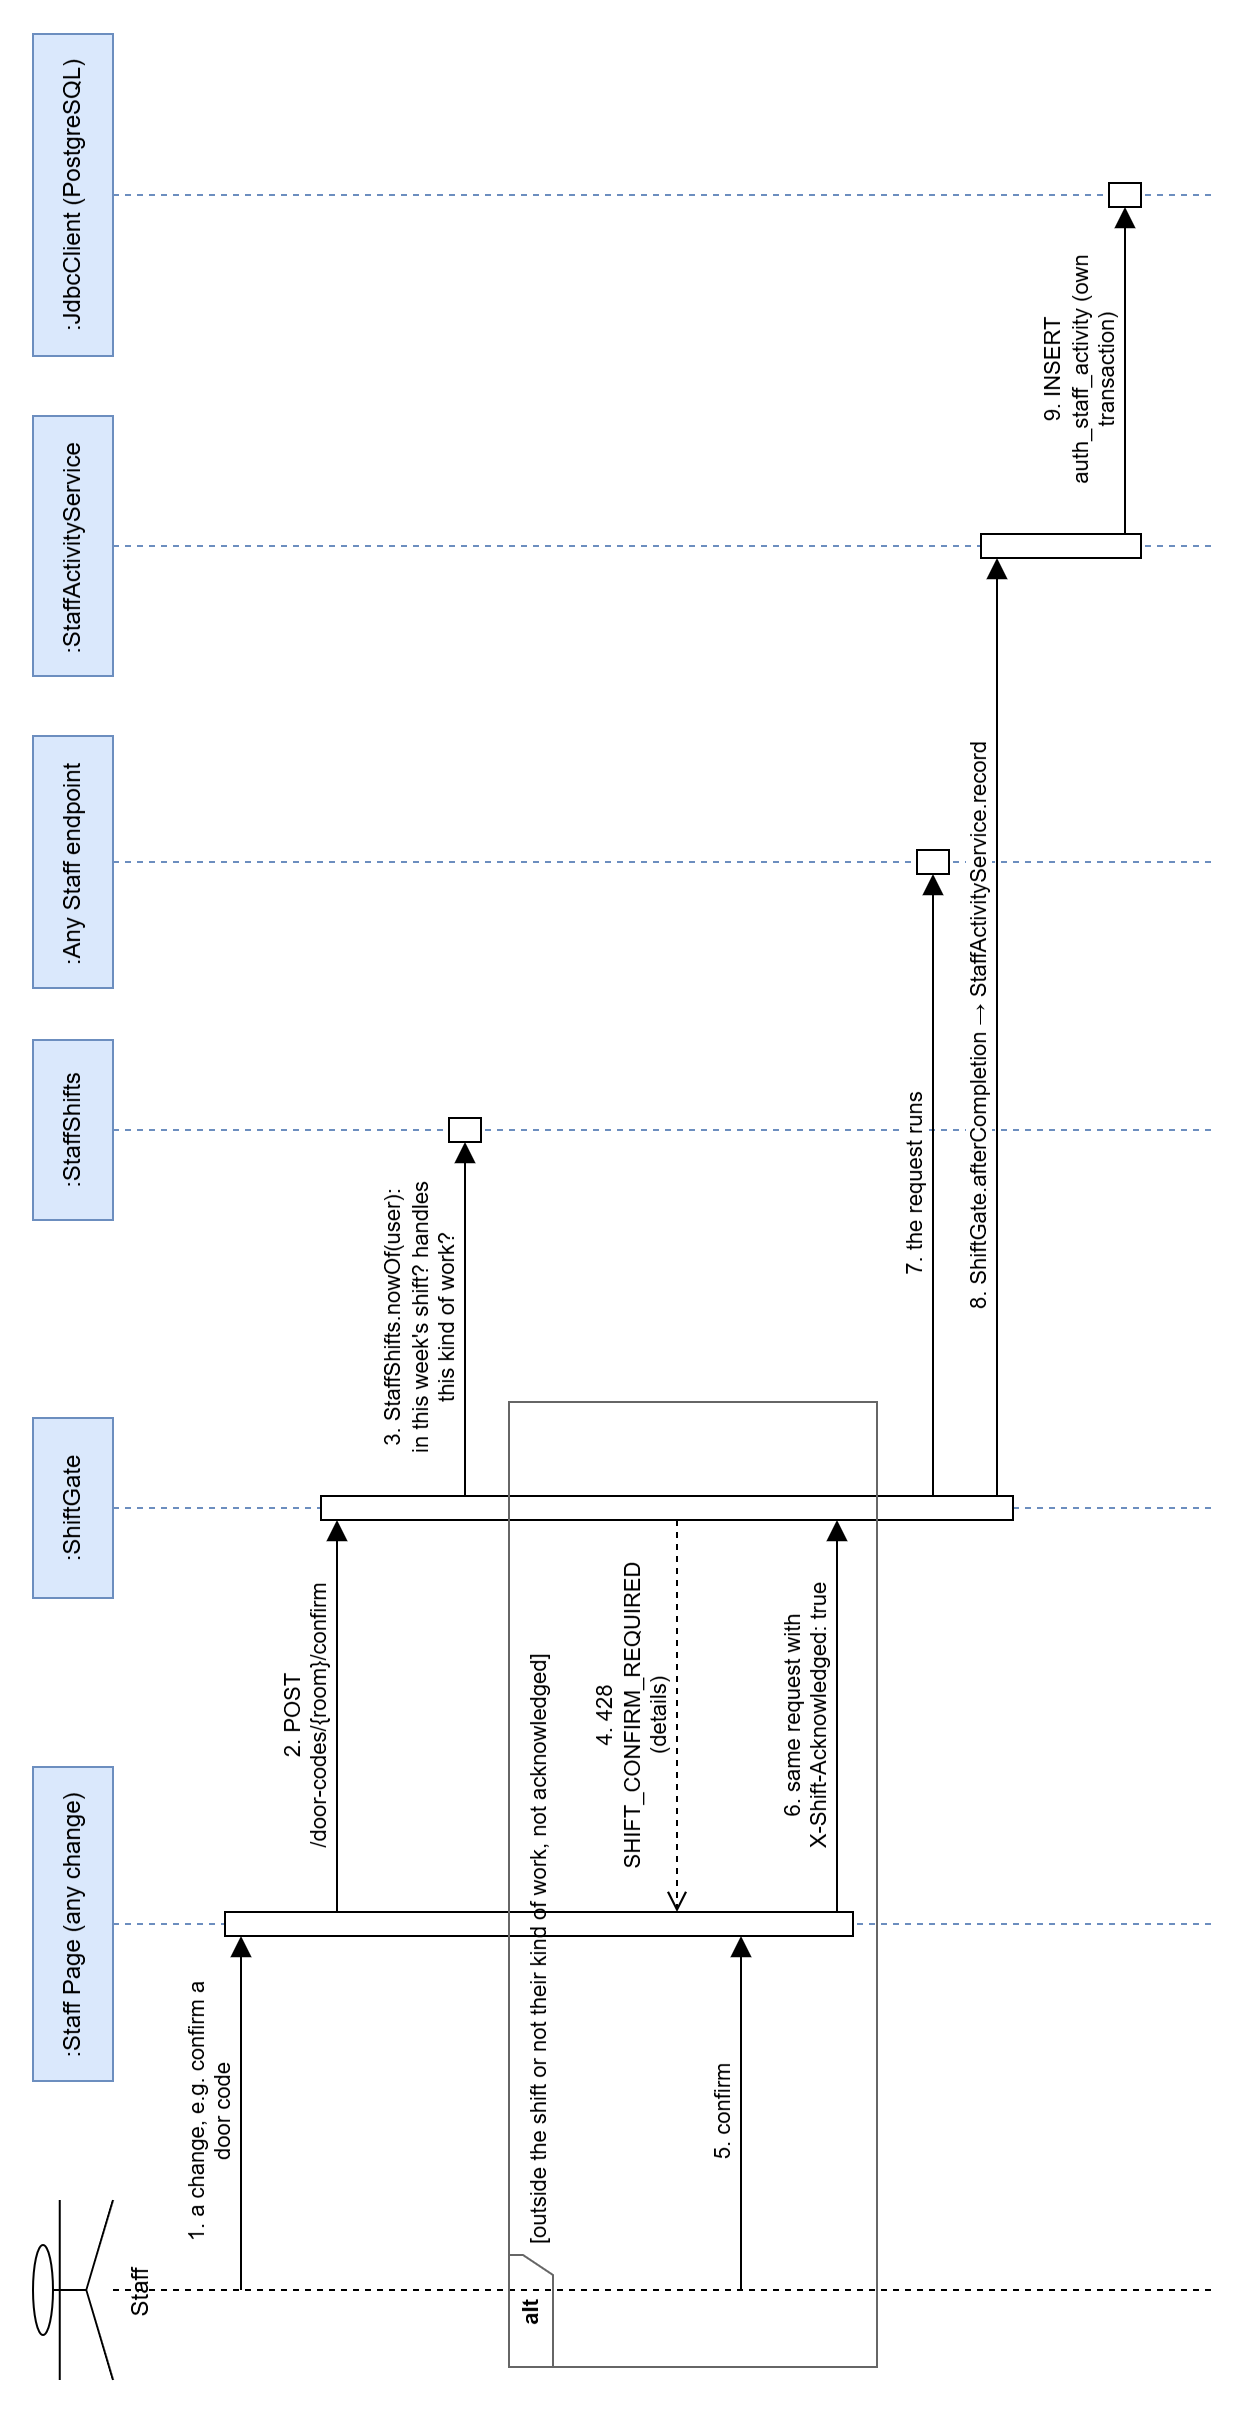 Staff
:Staff Page (any change)
:ShiftGate
:StaffShifts
:Any Staff endpoint
:StaffActivityService
:JdbcClient (PostgreSQL)
1. a change, e.g. confirm a
door code
2. POST
/door-codes/{room}/confirm
3. StaffShifts.nowOf(user):
in this week's shift? handles
this kind of work?
alt
[outside the shift or not their kind of work, not acknowledged]
4. 428
SHIFT_CONFIRM_REQUIRED
(details)
5. confirm
6. same request with
X-Shift-Acknowledged: true
7. the request runs
8. ShiftGate.afterCompletion → StaffActivityService.record
9. INSERT
auth_staff_activity (own
transaction)